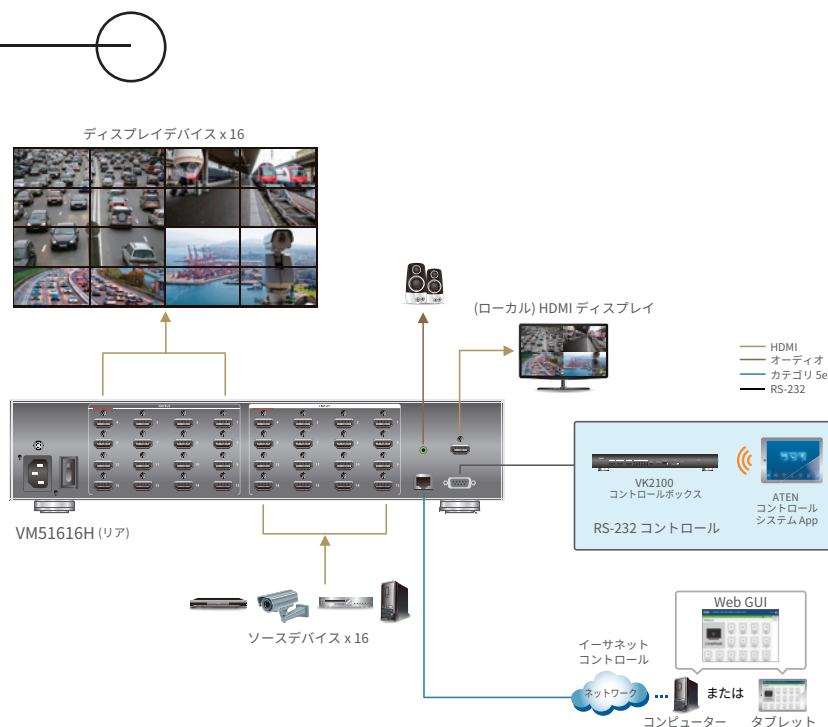 ディスプレイデバイス x 16
(ローカル) HDMI ディスプレイ
HDMI
オーディオ
カテゴリ 5e
RS-232
VM51616H (リア)
VK2100
コントロールボックス
ATEN
コントロール
システム App
RS-232 コントロール
ソースデバイス x 16
Web GUI
イーサネット
コントロール
ネットワーク
または
コンピューター
タブレット